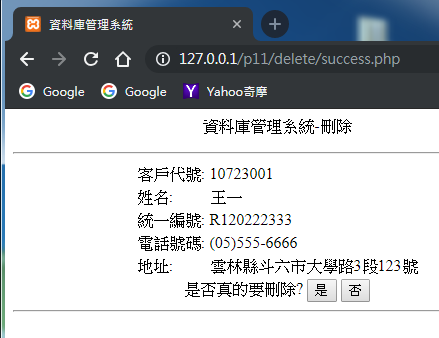 資料庫管理系統
127.0.0.1/p11/delete/success.php
Google Google Yahoo奇摩
資料庫管理系統-刪除
客戶代號: 10723001
姓名: 王一
統一編號: R120222333
電話號碼: (05)555-6666
地址: 雲林縣斗六市大學路3段123號
是否真的要刪除? 是 否